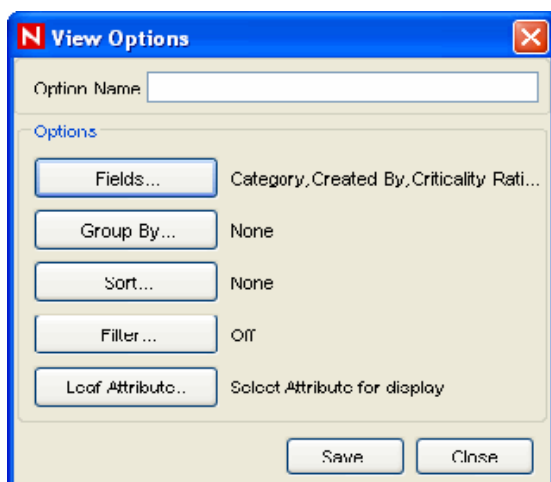 N View Options
Option Name
Options
Fields... Category,Created By,Criticality Rati...
Group By... None
Sort... None
Filter... Off
Leaf Attribute.. Select Attribute for display
Save Close